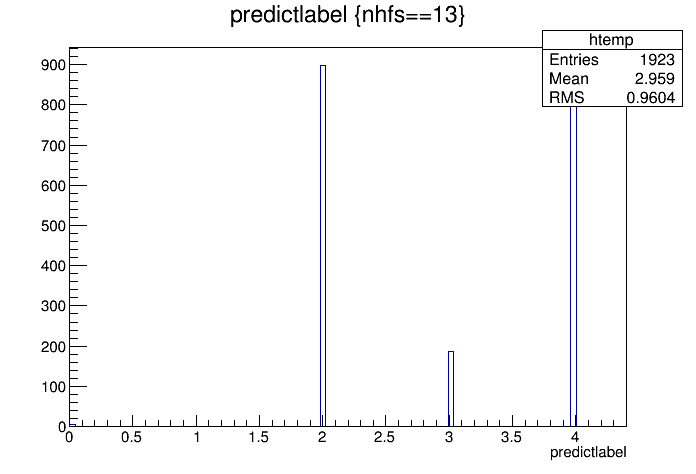 predictlabel {nhfs==13}
htemp
Entries 1923
Mean 2.959
RMS 0.9604
900
800
700
600
500
400
300
200
100
0
0 0.5 1 1.5 2 2.5 3 3.5 4
predictlabel